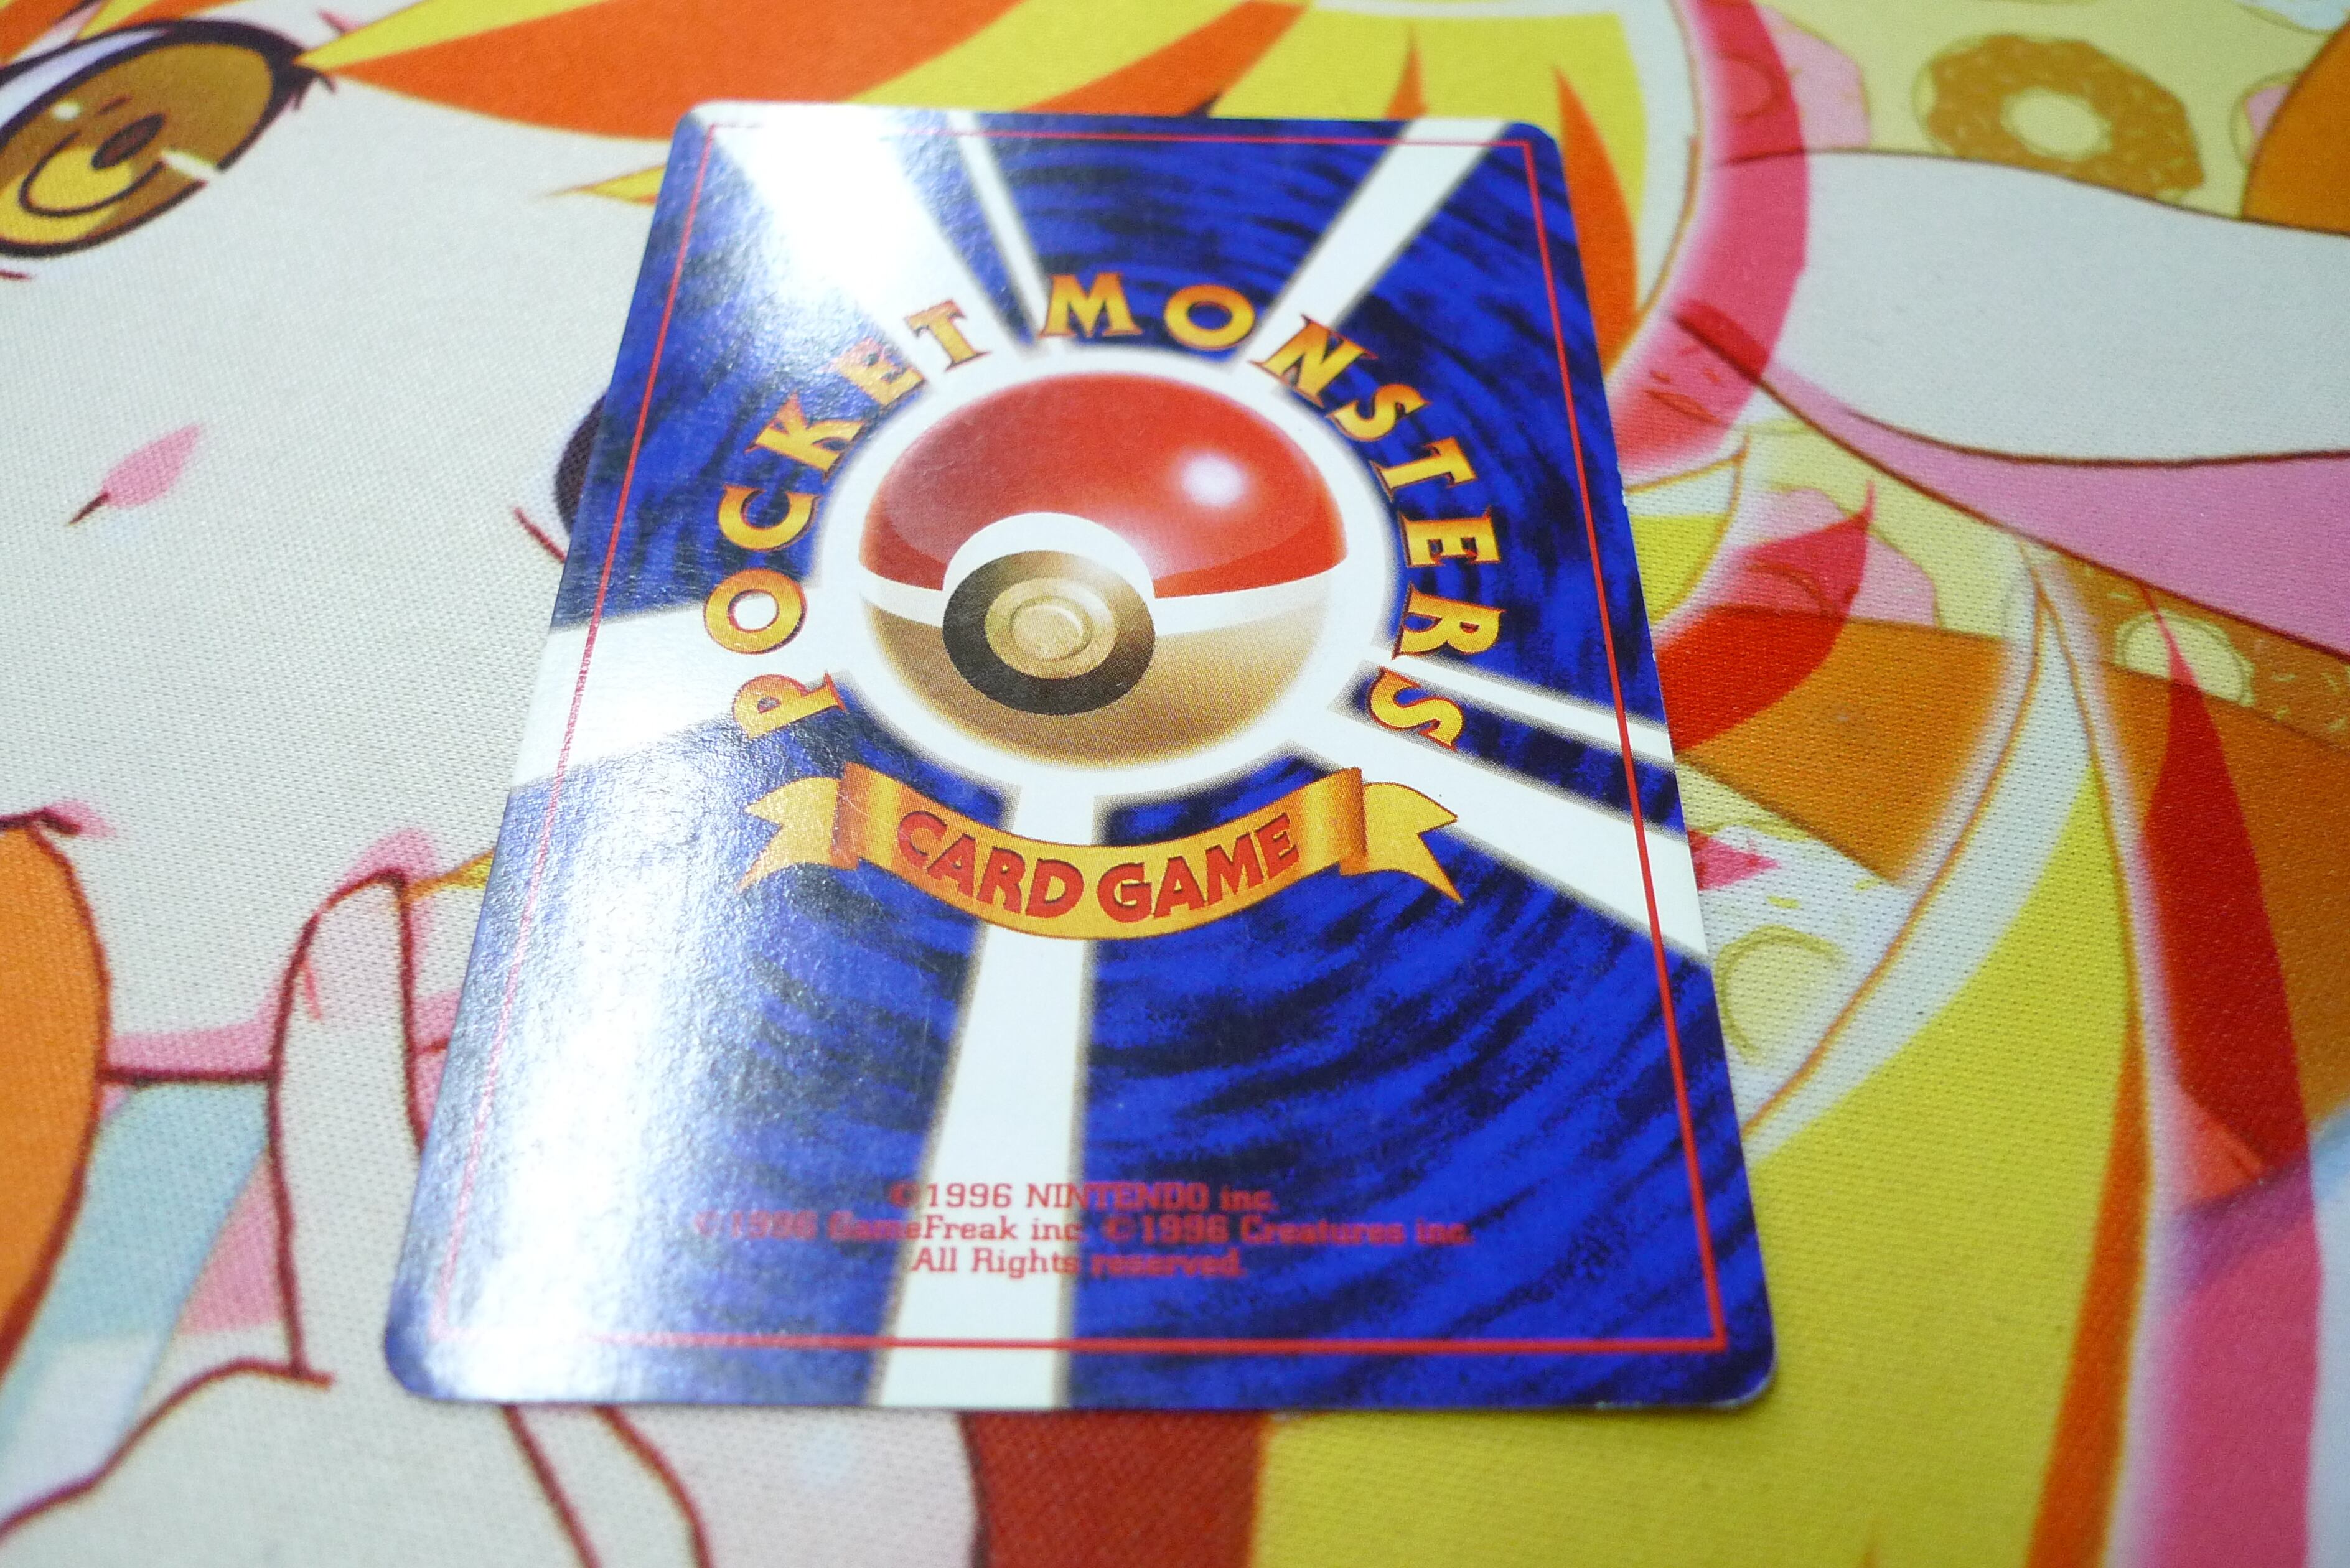 POCKET MONSTERS
CARD GAME
©1996 NINTENDO inc.
©1996 GameFreak inc. ©1996 Creatures inc.
All Rights reserved.